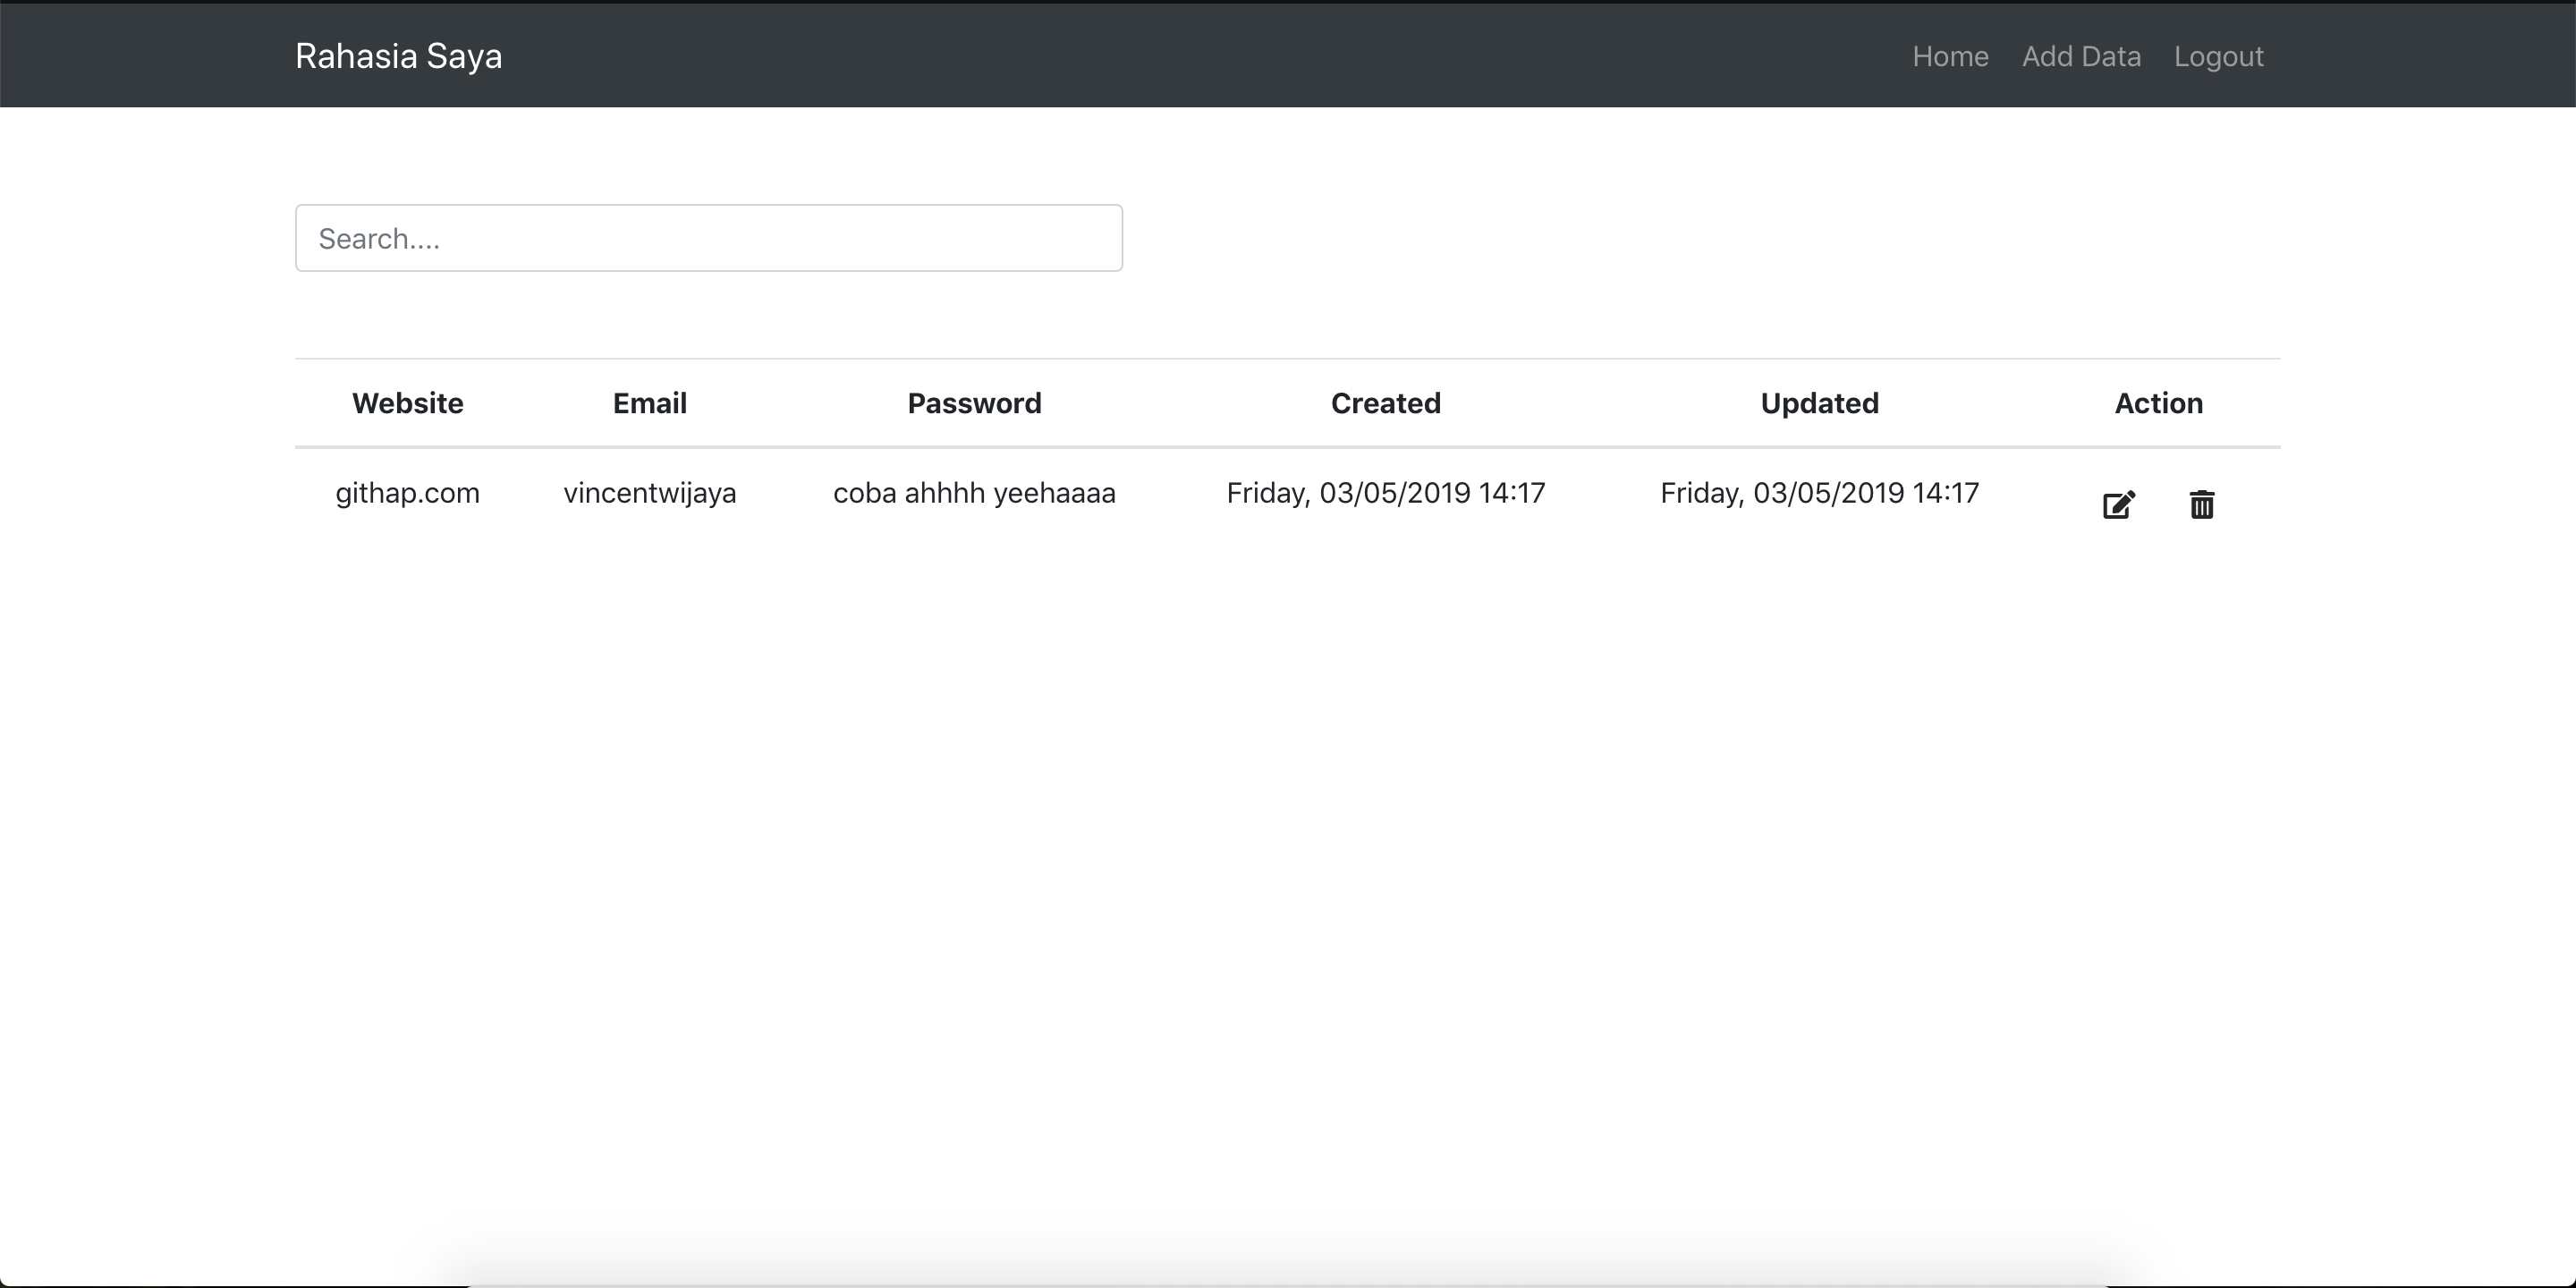 Rahasia Saya Home Add Data Logout
Search....
Website Email Password Created Updated Action
githap.com vincentwijaya coba ahhhh yeehaaaa Friday, 03/05/2019 14:17 Friday, 03/05/2019 14:17